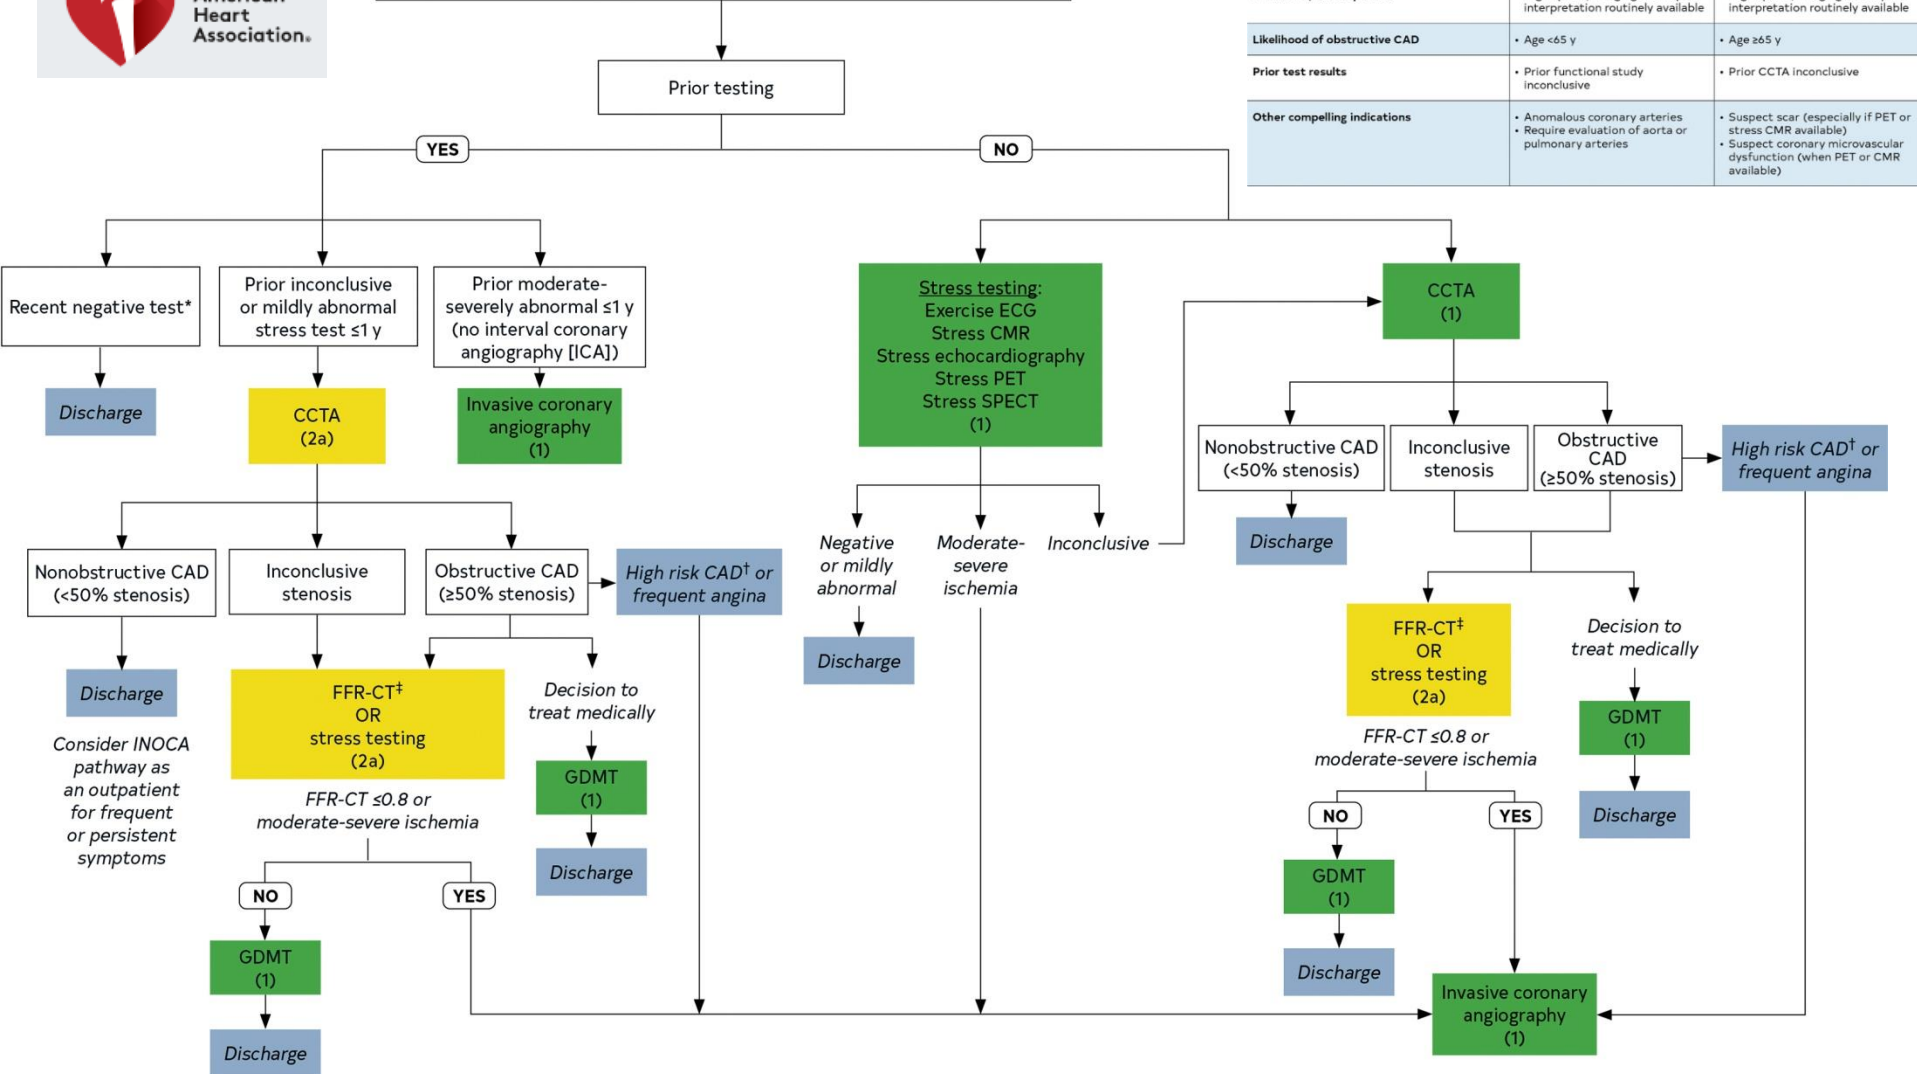 Heart
Association®
interpretation routinely available
interpretation routinely available
Likelihood of obstructive CAD
• Age <65 y
• Age ≥65 y
Prior test results
• Prior functional study
inconclusive
• Prior CCTA inconclusive
Other compelling indications
• Anomalous coronary arteries
• Require evaluation of aorta or
pulmonary arteries
• Suspect scar (especially if PET or
stress CMR available)
• Suspect coronary microvascular
dysfunction (when PET or CMR
available)
Prior testing
YES
NO
Recent negative test*
Discharge
Prior inconclusive
or mildly abnormal
stress test ≤1 y
CCTA
(2a)
Prior moderate-
severely abnormal ≤1 y
(no interval coronary
angiography [ICA])
Invasive coronary
angiography
(1)
Nonobstructive CAD
(<50% stenosis)
Discharge
Consider INOCA
pathway as
an outpatient
for frequent
or persistent
symptoms
Inconclusive
stenosis
Obstructive CAD
(≥50% stenosis)
High risk CAD† or
frequent angina
FFR-CT‡
OR
stress testing
(2a)
Decision to
treat medically
GDMT
(1)
Discharge
FFR-CT ≤0.8 or
moderate-severe ischemia
NO
YES
GDMT
(1)
Discharge
Stress testing:
Exercise ECG
Stress CMR
Stress echocardiography
Stress PET
Stress SPECT
(1)
Negative
or mildly
abnormal
Discharge
Moderate-
severe
ischemia
Inconclusive
CCTA
(1)
Nonobstructive CAD
(<50% stenosis)
Discharge
Inconclusive
stenosis
Obstructive
CAD
(≥50% stenosis)
High risk CAD† or
frequent angina
FFR-CT‡
OR
stress testing
(2a)
Decision to
treat medically
GDMT
(1)
Discharge
FFR-CT ≤0.8 or
moderate-severe ischemia
NO
YES
GDMT
(1)
Discharge
Invasive coronary
angiography
(1)